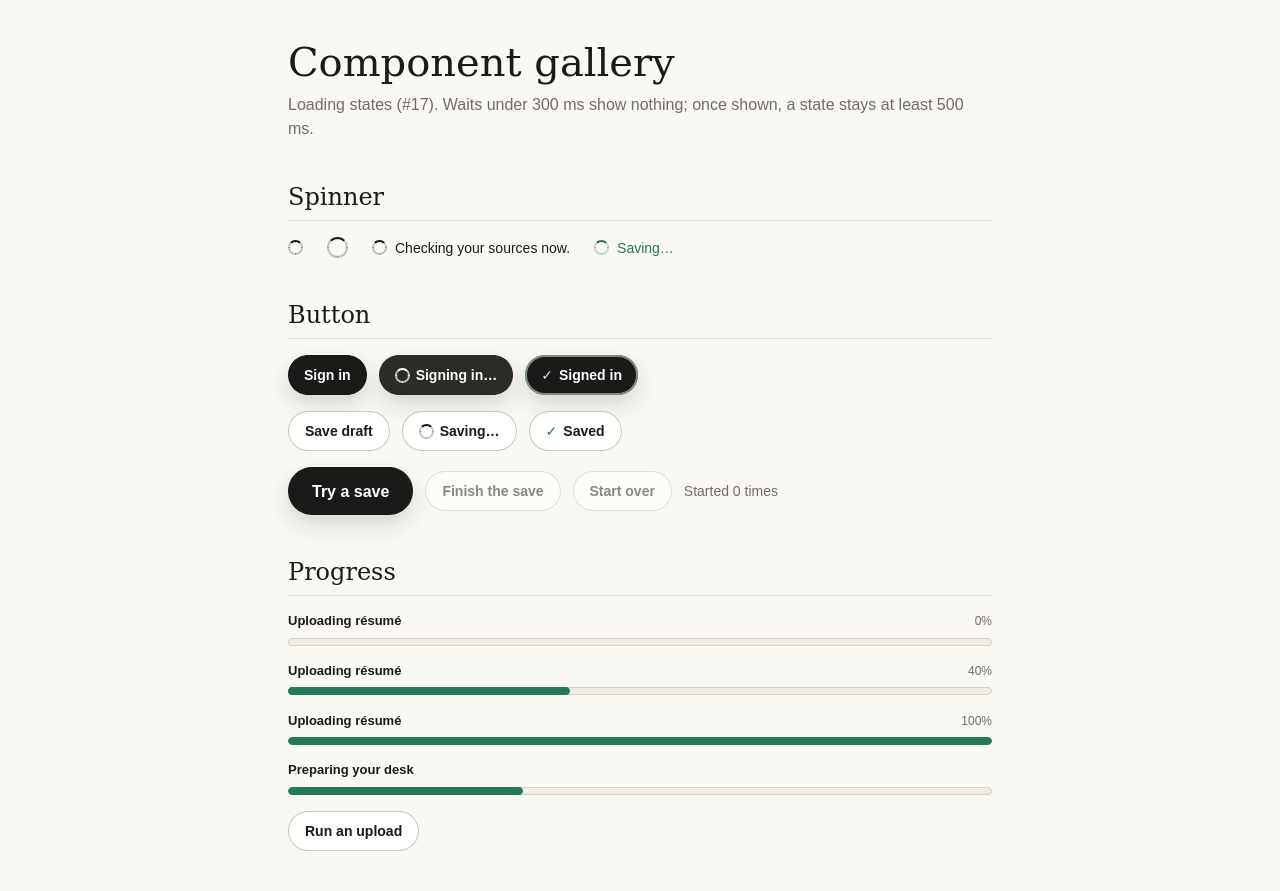 Component gallery
Loading states (#17). Waits under 300 ms show nothing; once shown, a state stays at least 500
ms.
Spinner
Checking your sources now. Saving…
Button
Sign in Signing in… ✓ Signed in
Save draft Saving… ✓ Saved
Try a save Finish the save Start over Started 0 times
Progress
Uploading résumé 0%
Uploading résumé 40%
Uploading résumé 100%
Preparing your desk
Run an upload